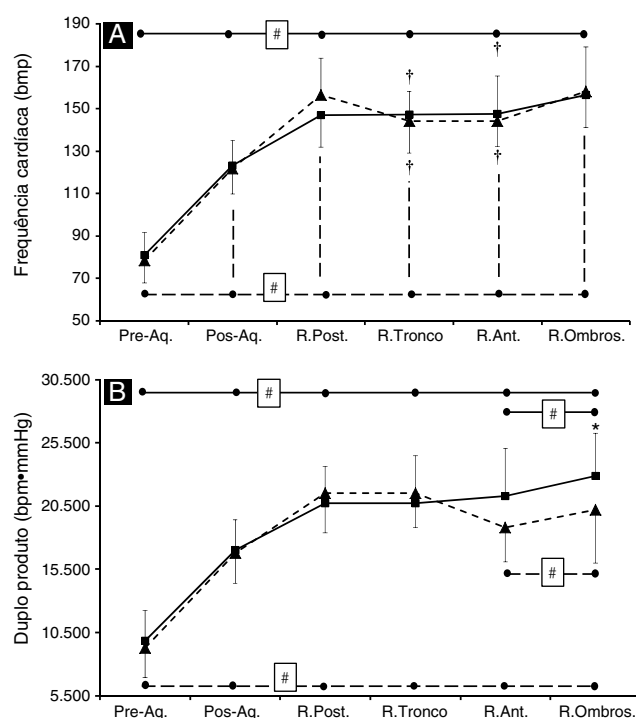 A
Frequência cardíaca (bmp)
190
170
150
130
110
90
70
50
#
†
†
†
†
#
Pre-Aq.
Pos-Aq.
R.Post.
R.Tronco
R.Ant.
R.Ombros.
B
Duplo produto (bpm•mmHg)
30.500
25.500
20.500
15.500
10.500
5.500
#
#
*
#
#
Pre-Aq.
Pos-Aq.
R.Post.
R.Tronco
R.Ant.
R.Ombros.